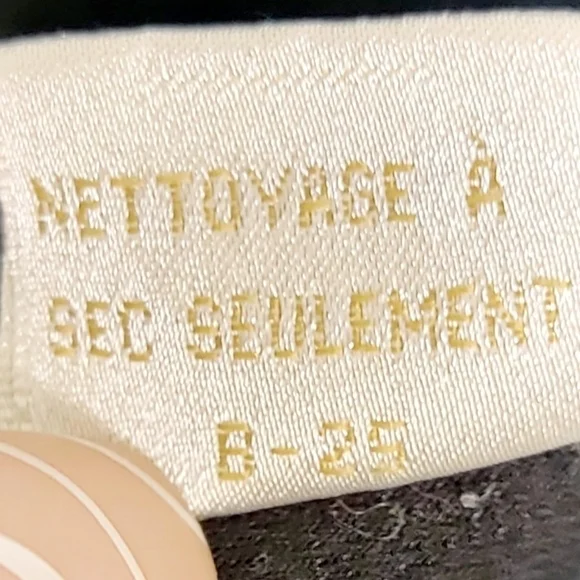 NETTOYAGE À
SEC SEULEMENT
B-25